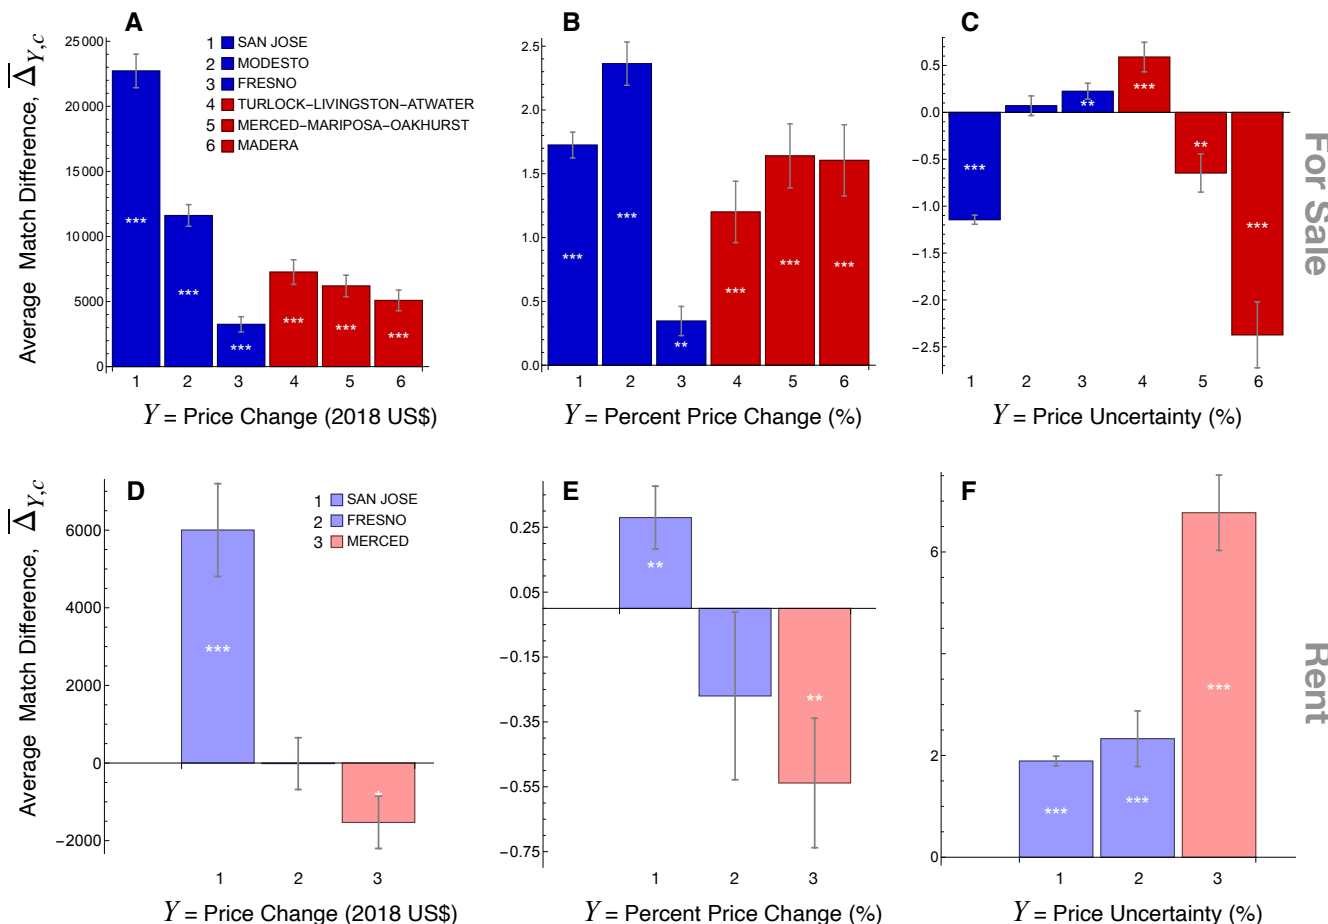 A
1 SAN JOSE
2 MODESTO
3 FRESNO
4 TURLOCK–LIVINGSTON–ATWATER
5 MERCED–MARIPOSA–OAKHURST
6 MADERA
Average Match Difference, Δ̅Y,c
25000
20000
15000
10000
5000
0
*** *** *** *** *** ***
1 2 3 4 5 6
Y = Price Change (2018 US$)
B
2.5
2.0
1.5
1.0
0.5
0.0
*** *** ** *** *** ***
1 2 3 4 5 6
Y = Percent Price Change (%)
C
0.5
0.0
-0.5
-1.0
-1.5
-2.0
-2.5
*** ** *** ** ***
1 2 3 4 5 6
Y = Price Uncertainty (%)
For Sale
D
1 SAN JOSE
2 FRESNO
3 MERCED
Average Match Difference, Δ̅Y,c
6000
4000
2000
0
−2000
*** *
1 2 3
Y = Price Change (2018 US$)
E
0.25
0.05
-0.15
-0.35
-0.55
-0.75
** **
1 2 3
Y = Percent Price Change (%)
F
6
2
0
*** *** ***
1 2 3
Y = Price Uncertainty (%)
Rent